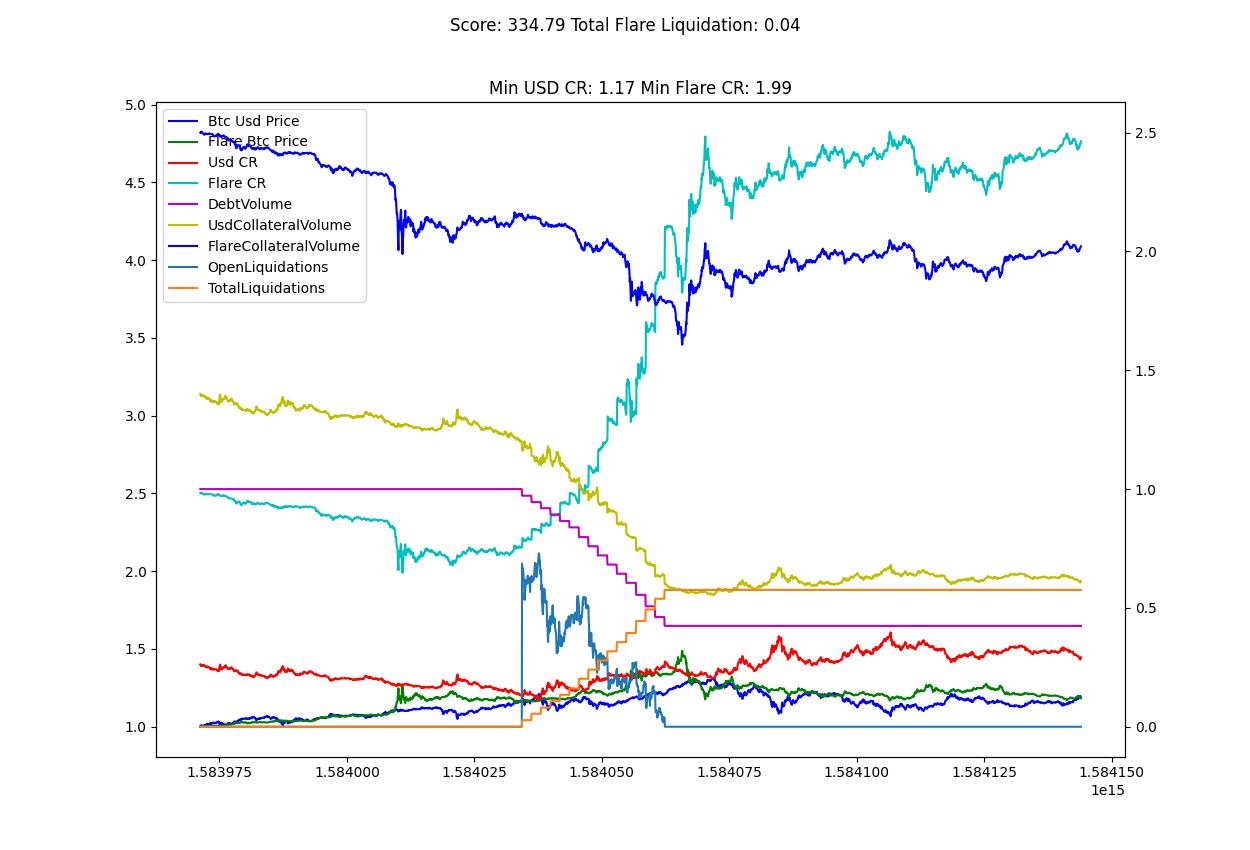 Score: 334.79 Total Flare Liquidation: 0.04
Min USD CR: 1.17 Min Flare CR: 1.99
Btc Usd Price
Flare Btc Price
Usd CR
Flare CR
DebtVolume
UsdCollateralVolume
FlareCollateralVolume
OpenLiquidations
TotalLiquidations
5.0
4.5
4.0
3.5
3.0
2.5
2.0
1.5
1.0
2.5
2.0
1.5
1.0
0.5
0.0
1.583975 1.584000 1.584025 1.584050 1.584075 1.584100 1.584125 1.584150
1e15